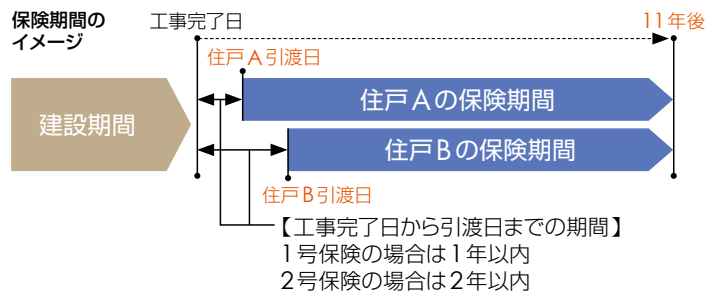 保険期間の
イメージ
工事完了日
11年後
住戸A引渡日
住戸Aの保険期間
建設期間
住戸Bの保険期間
住戸B引渡日
【工事完了日から引渡日までの期間】
1号保険の場合は1年以内
2号保険の場合は2年以内